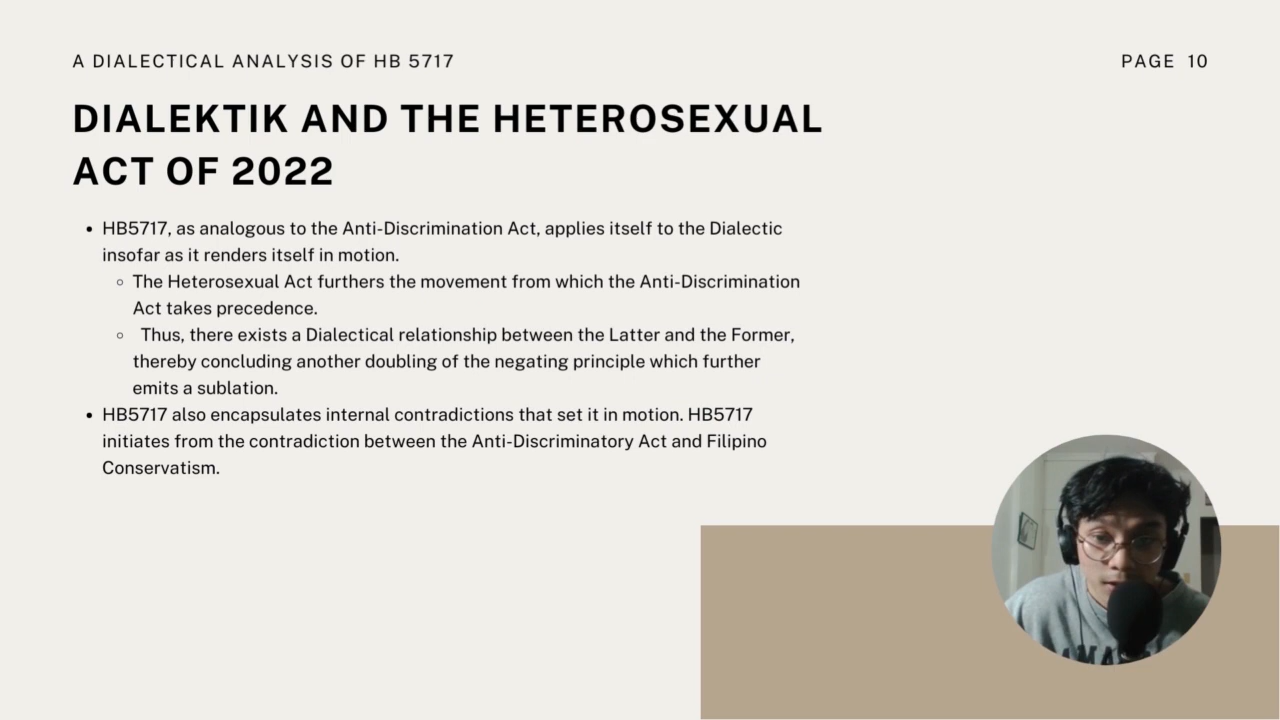 A DIALECTICAL ANALYSIS OF HB 5717
PAGE 10
DIALEKTIK AND THE HETEROSEXUAL
ACT OF 2022
• HB5717, as analogous to the Anti-Discrimination Act, applies itself to the Dialectic
insofar as it renders itself in motion.
○ The Heterosexual Act furthers the movement from which the Anti-Discrimination
Act takes precedence.
○ Thus, there exists a Dialectical relationship between the Latter and the Former,
thereby concluding another doubling of the negating principle which further
emits a sublation.
• HB5717 also encapsulates internal contradictions that set it in motion. HB5717
initiates from the contradiction between the Anti-Discriminatory Act and Filipino
Conservatism.